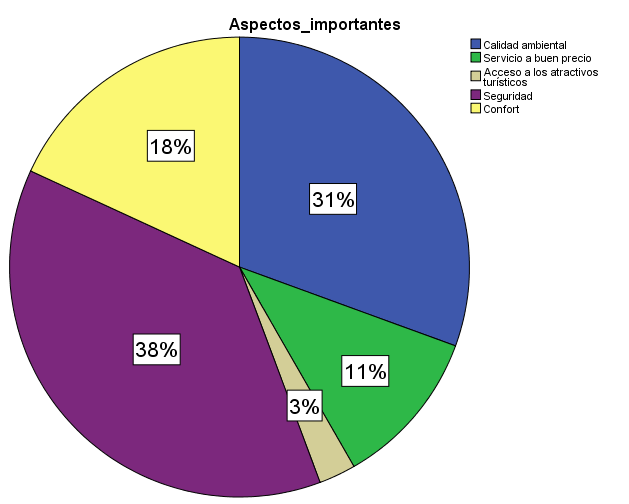 Aspectos_importantes
Calidad ambiental
Servicio a buen precio
Acceso a los atractivos
turísticos
Seguridad
Confort
18%
31%
38%
11%
3%